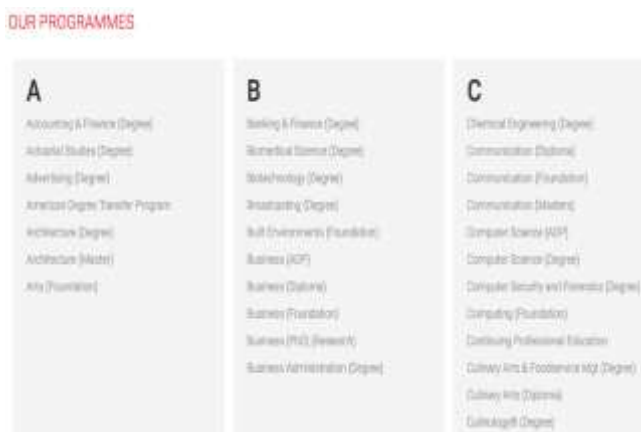 OUR PROGRAMMES
A
Accounting & Finance (Degree)
Actuarial Studies (Degree)
Advertising (Degree)
American Degree Transfer Program
Architecture (Degree)
Architecture (Master)
Arts (Foundation)
B
Banking & Finance (Degree)
Biomedical Science (Degree)
Biotechnology (Degree)
Broadcasting (Degree)
Built Environments (Foundation)
Business (ADP)
Business (Diploma)
Business (Foundation)
Business (PhD) (Research)
Business Administration (Degree)
C
Chemical Engineering (Degree)
Communication (Diploma)
Communication (Foundation)
Communication (Masters)
Computer Science (ADP)
Computer Science (Degree)
Computer Security and Forensics (Degree)
Computing (Foundation)
Continuing Professional Education
Culinary Arts & Foodservice Mgt (Degree)
Culinary Arts (Diploma)
Culinology® (Degree)